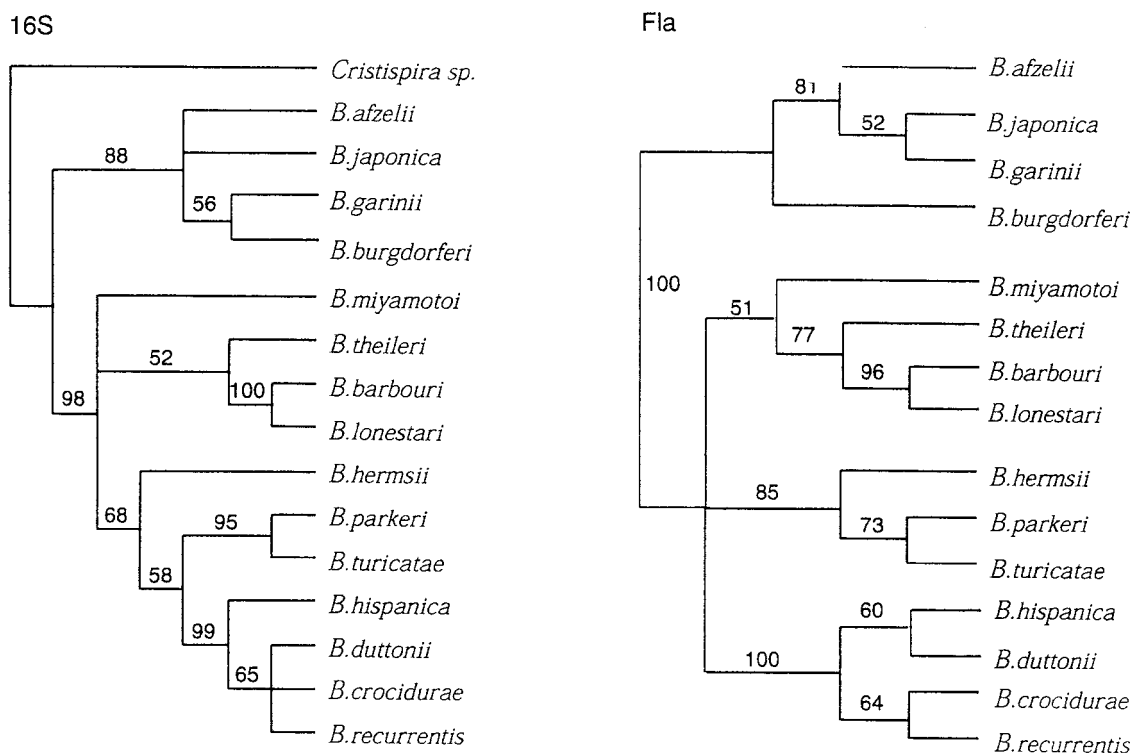 16S
Cristispira sp.
B.afzelii
88
B.japonica
56
B.garinii
B.burgdorferi
B.miyamotoi
52
B.theileri
100
B.barbouri
98
B.lonestari
B.hermsii
68
95
B.parkeri
58
B.turicatae
B.hispanica
99
B.duttonii
65
B.crocidurae
B.recurrentis
Fla
B.afzelii
81
52
B.japonica
B.garinii
B.burgdorferi
100
B.miyamotoi
51
77
B.theileri
96
B.barbouri
B.lonestari
B.hermsii
85
73
B.parkeri
B.turicatae
60
B.hispanica
100
B.duttonii
64
B.crocidurae
B.recurrentis